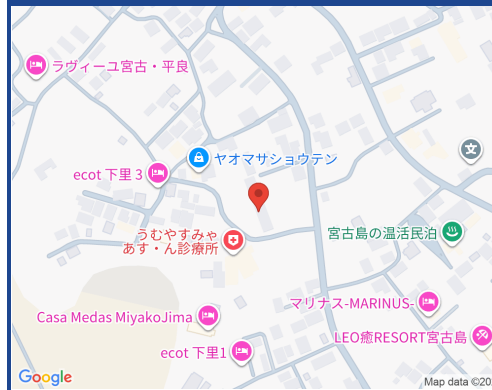 ラヴィーユ宮古・平良
ヤオマサショウテン
文
ecot 下里 3
うむやすみゃ
あす・ん診療所
宮古島の温活民泊
マリナス-MARINUS-
Casa Medas MiyakoJima
LEO癒RESORT宮古島
ecot 下里1
Google
Map data ©20